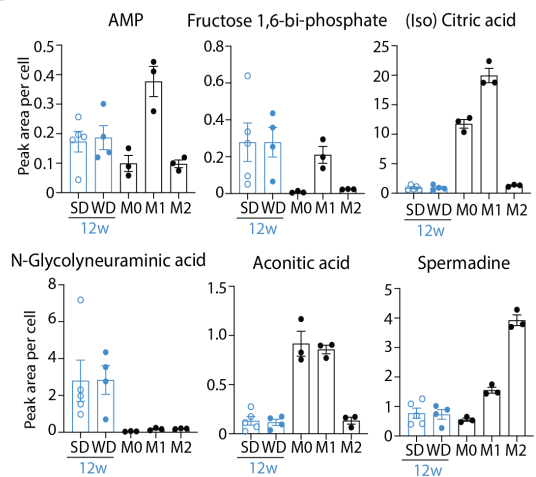 AMP
Peak area per cell
0.5
0.4
0.3
0.2
0.1
0
SD WD M0 M1 M2
12w
Fructose 1,6-bi-phosphate
0.8
0.6
0.4
0.2
0
SD WD M0 M1 M2
12w
(Iso) Citric acid
25
20
15
10
5
0
SD WD M0 M1 M2
12w
N-Glycolyneuraminic acid
Peak area per cell
8
6
4
2
0
SD WD M0 M1 M2
12w
Aconitic acid
1.5
1.0
0.5
0
SD WD M0 M1 M2
12w
Spermadine
5
4
3
2
1
0
SD WD M0 M1 M2
12w